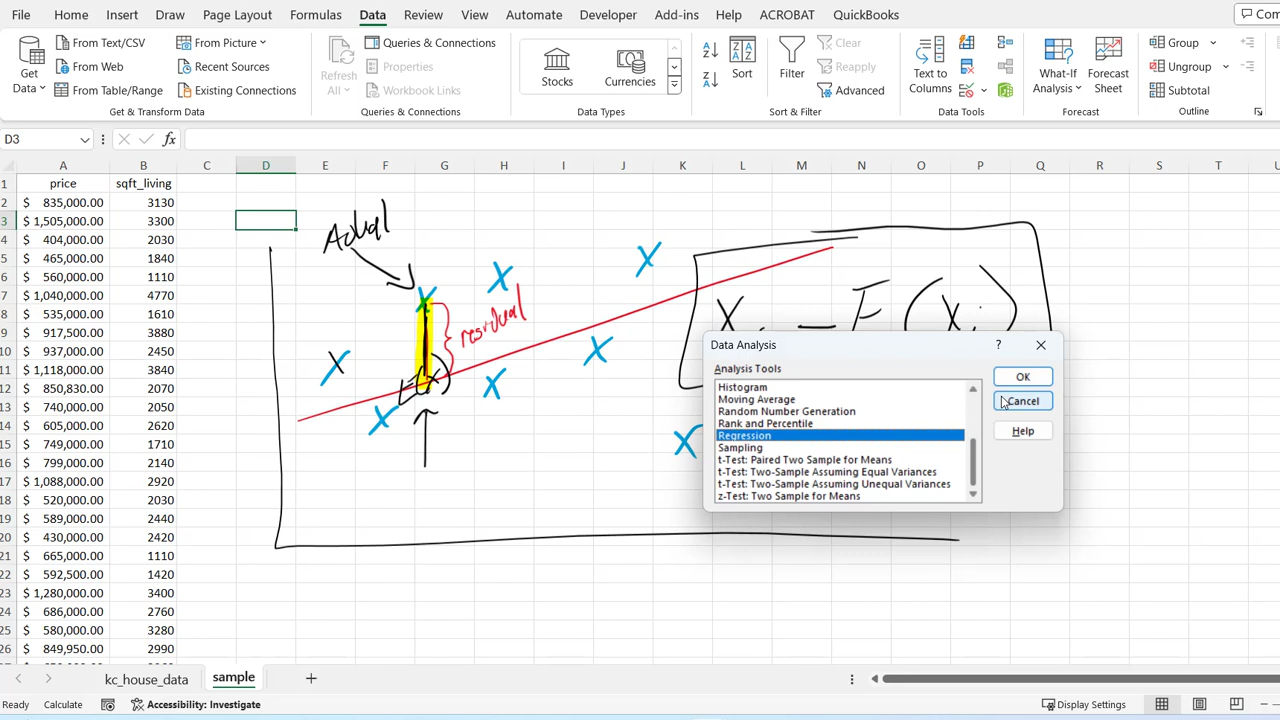 File Home Insert Draw Page Layout Formulas Data Review View Automate Developer Add-ins Help ACROBAT QuickBooks
Get Data
From Text/CSV
From Web
From Table/Range
From Picture
Recent Sources
Existing Connections
Get & Transform Data
Refresh All
Queries & Connections
Properties
Workbook Links
Queries & Connections
Stocks
Currencies
Data Types
Sort
Filter
Clear
Reapply
Advanced
Sort & Filter
Text to Columns
Data Tools
What-If Analysis
Forecast Sheet
Forecast
Group
Ungroup
Subtotal
Outline
D3
fx
A B C D E F G H I J K L M N O P Q R S T U
1 price sqft_living
2 $ 835,000.00 3130
3 $ 1,505,000.00 3300
4 $ 404,000.00 2030
5 $ 465,000.00 1840
6 $ 560,000.00 1110
7 $ 1,040,000.00 4770
8 $ 535,000.00 1610
9 $ 917,500.00 3880
10 $ 937,000.00 2450
11 $ 1,118,000.00 3840
12 $ 850,830.00 2070
13 $ 740,000.00 2050
14 $ 605,000.00 2620
15 $ 749,000.00 1710
16 $ 799,000.00 2140
17 $ 1,088,000.00 2920
18 $ 520,000.00 2030
19 $ 589,000.00 2440
20 $ 430,000.00 2420
21 $ 665,000.00 1110
22 $ 592,500.00 1420
23 $ 1,280,000.00 3400
24 $ 686,000.00 2760
25 $ 580,000.00 3280
26 $ 849,950.00 2990
Actual
residual
Data Analysis
Analysis Tools
Histogram
Moving Average
Random Number Generation
Rank and Percentile
Regression
Sampling
t-Test: Paired Two Sample for Means
t-Test: Two-Sample Assuming Equal Variances
t-Test: Two-Sample Assuming Unequal Variances
z-Test: Two Sample for Means
OK
Cancel
Help
kc_house_data sample
Ready Calculate Accessibility: Investigate Display Settings